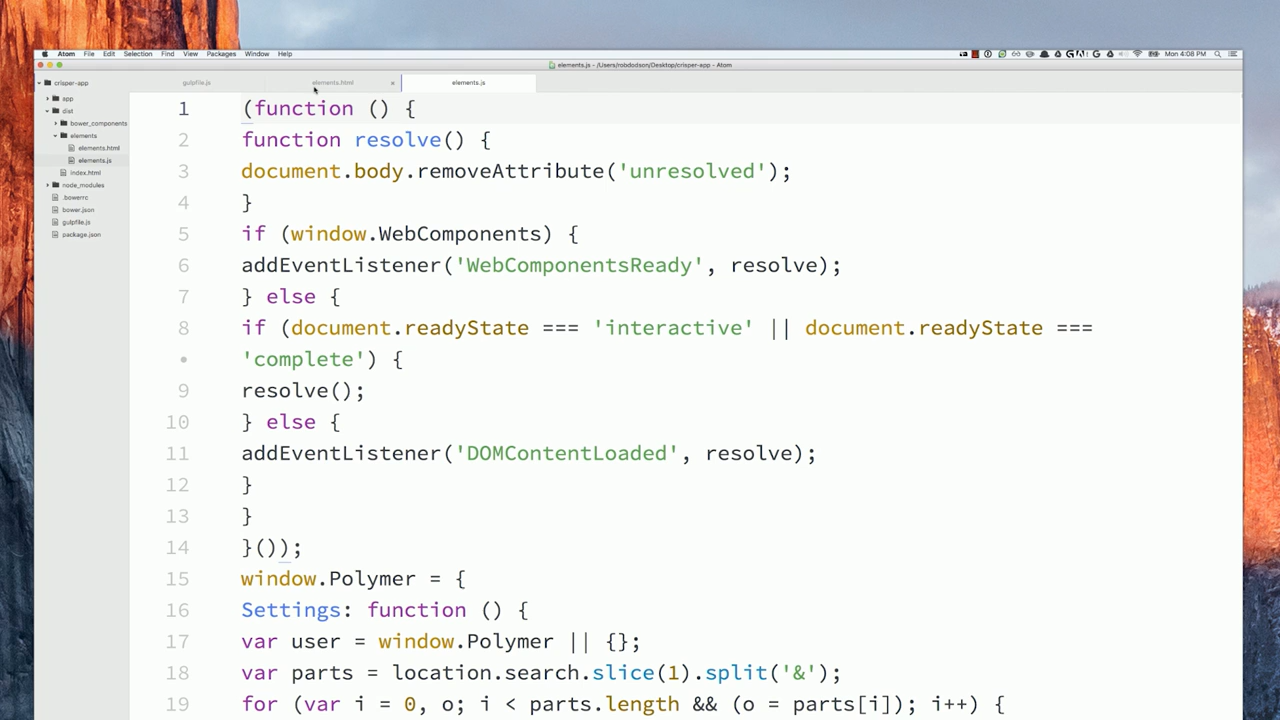 Atom File Edit Selection Find View Packages Window Help Mon 4:08 PM
elements.js - /Users/robdodson/Desktop/crisper-app - Atom
crisper-app gulpfile.js elements.html elements.js
app
dist
bower_components
elements
elements.html
elements.js
index.html
node_modules
.bowerrc
bower.json
gulpfile.js
package.json
1 (function () {
2 function resolve() {
3 document.body.removeAttribute('unresolved');
4 }
5 if (window.WebComponents) {
6 addEventListener('WebComponentsReady', resolve);
7 } else {
8 if (document.readyState === 'interactive' || document.readyState ===
• 'complete') {
9 resolve();
10 } else {
11 addEventListener('DOMContentLoaded', resolve);
12 }
13 }
14 }());
15 window.Polymer = {
16 Settings: function () {
17 var user = window.Polymer || {};
18 var parts = location.search.slice(1).split('&');
19 for (var i = 0, o; i < parts.length && (o = parts[i]); i++) {